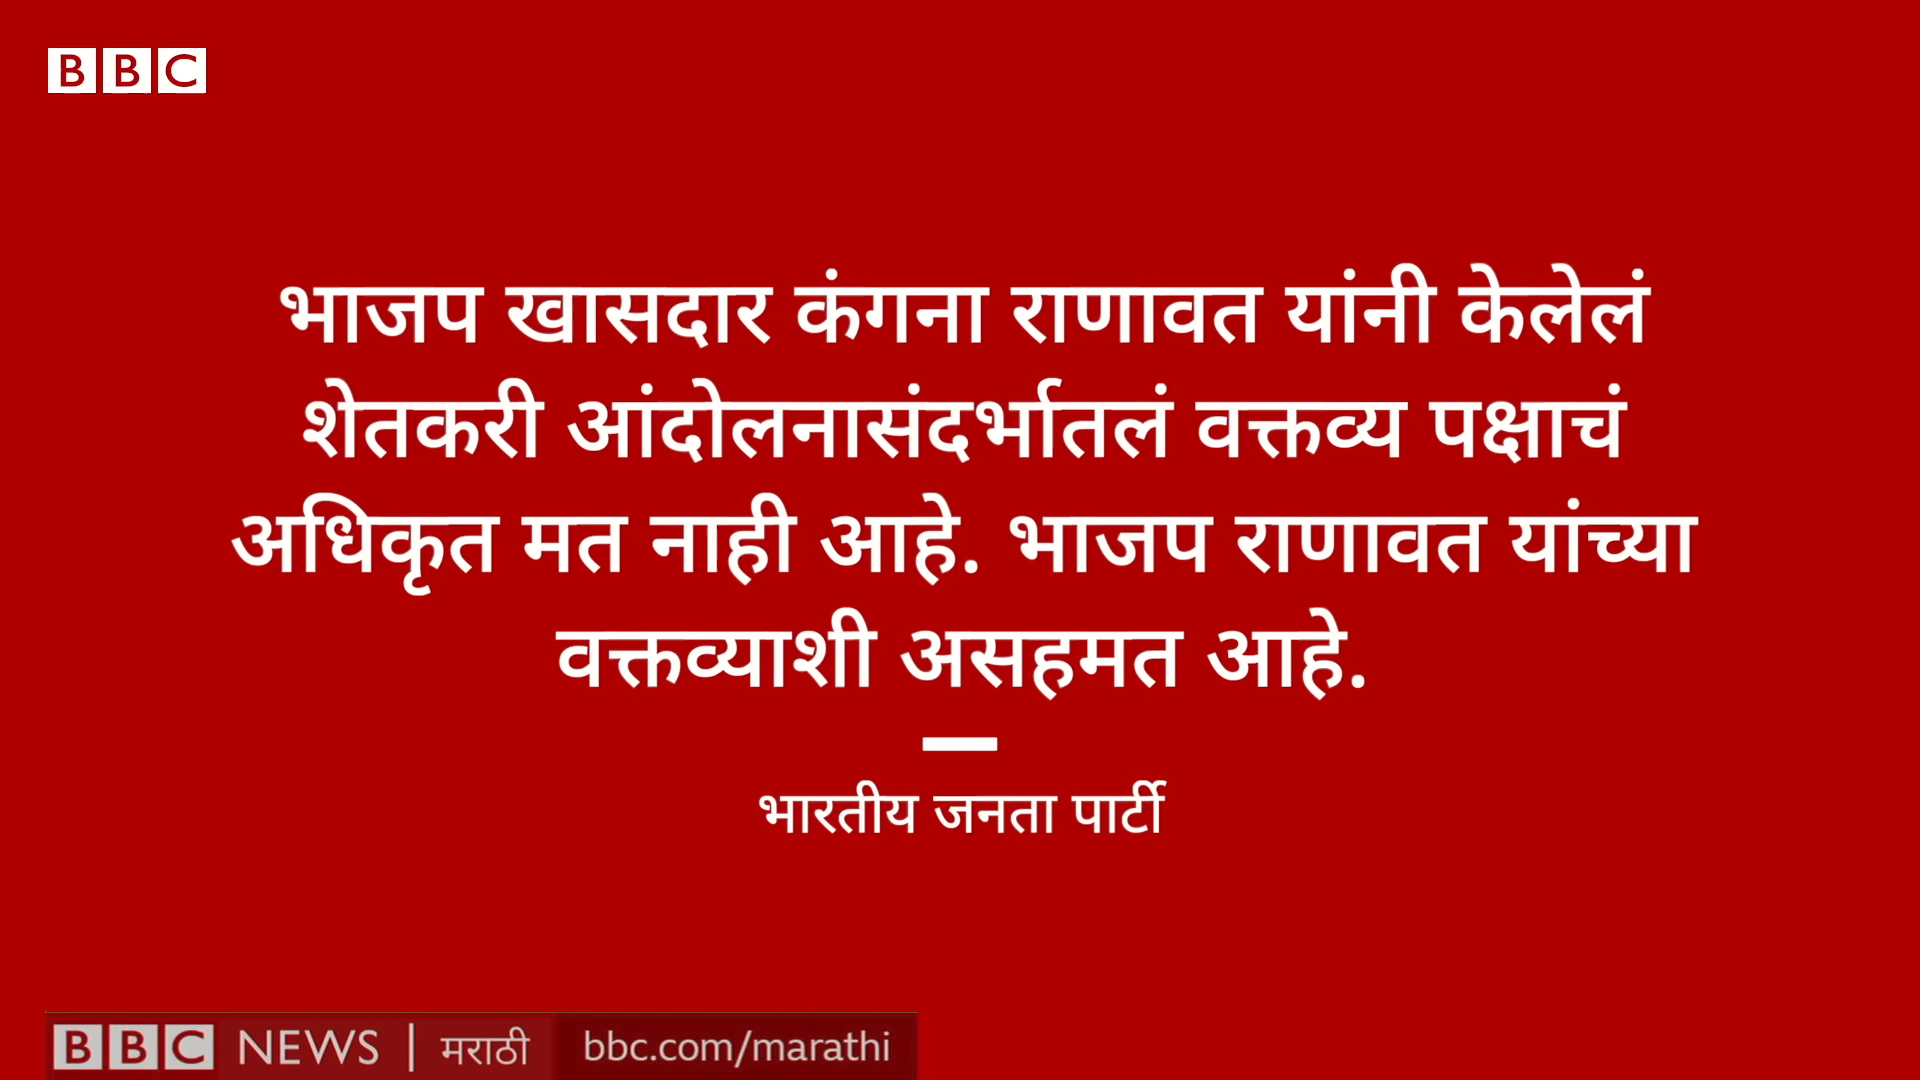 BBC
भाजप खासदार कंगना राणावत यांनी केलेलं
शेतकरी आंदोलनासंदर्भातलं वक्तव्य पक्षाचं
अधिकृत मत नाही आहे. भाजप राणावत यांच्या
वक्तव्याशी असहमत आहे.
भारतीय जनता पार्टी
BBC NEWS | मराठी bbc.com/marathi